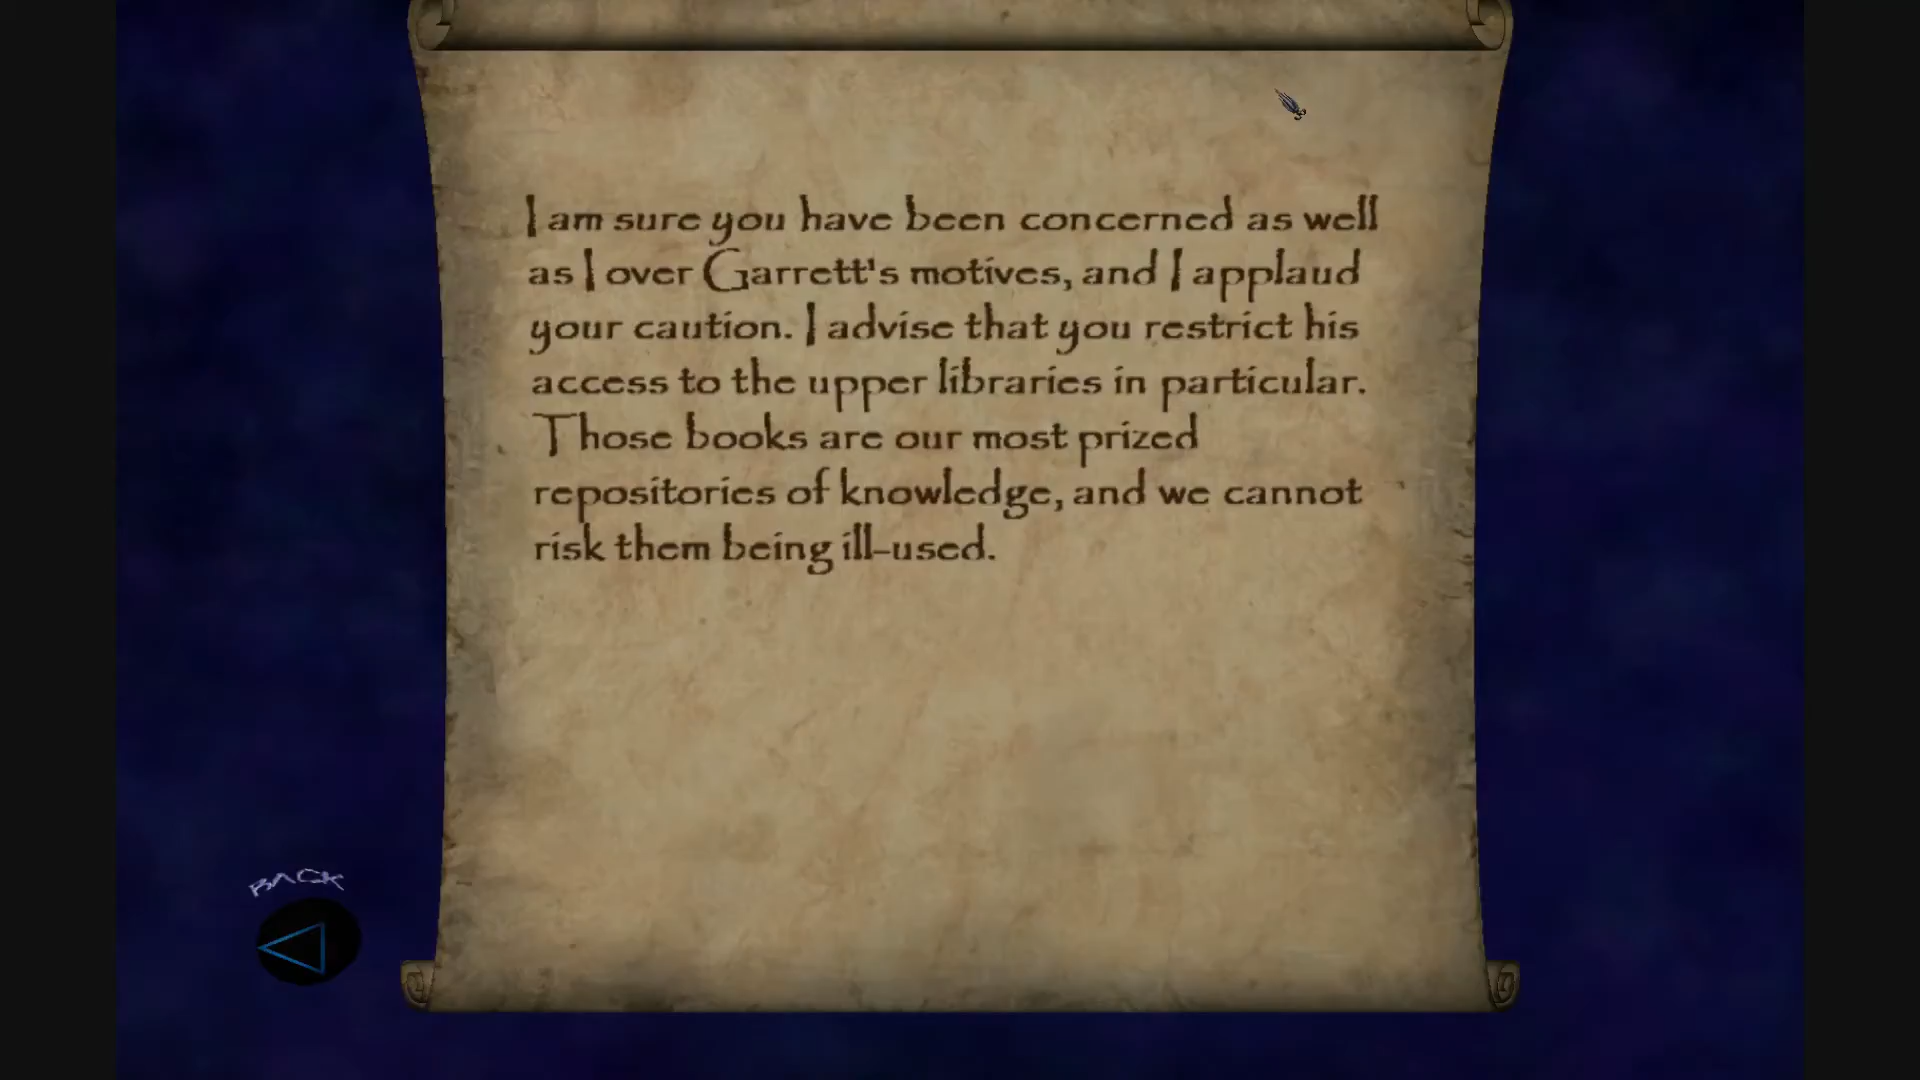 I am sure you have been concerned as well
as I over Garrett's motives, and I applaud
your caution. I advise that you restrict his
access to the upper libraries in particular.
Those books are our most prized
repositories of knowledge, and we cannot
risk them being ill-used.
BACK